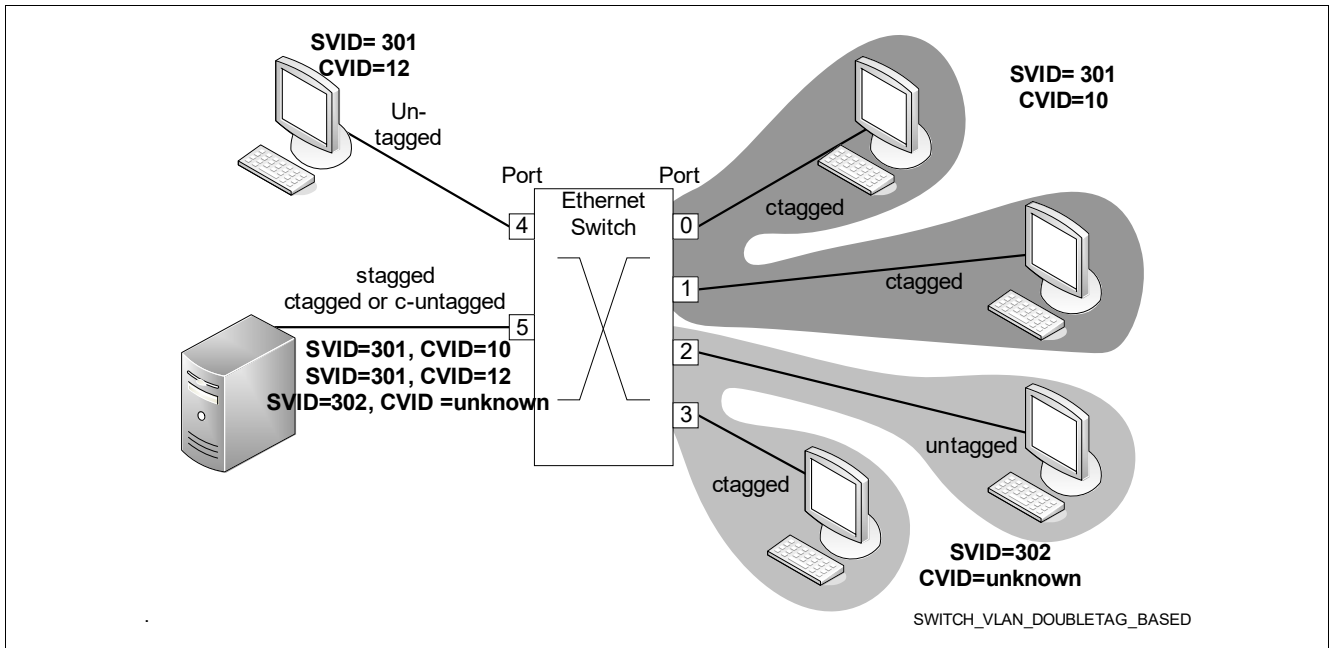 SVID= 301
CVID=12
Un-
tagged
SVID= 301
CVID=10
Port
Port
Ethernet
Switch
4
0
ctagged
1
ctagged
stagged
ctagged or c-untagged
5
SVID=301, CVID=10
SVID=301, CVID=12
SVID=302, CVID =unknown
2
untagged
3
ctagged
SVID=302
CVID=unknown
.
SWITCH_VLAN_DOUBLETAG_BASED